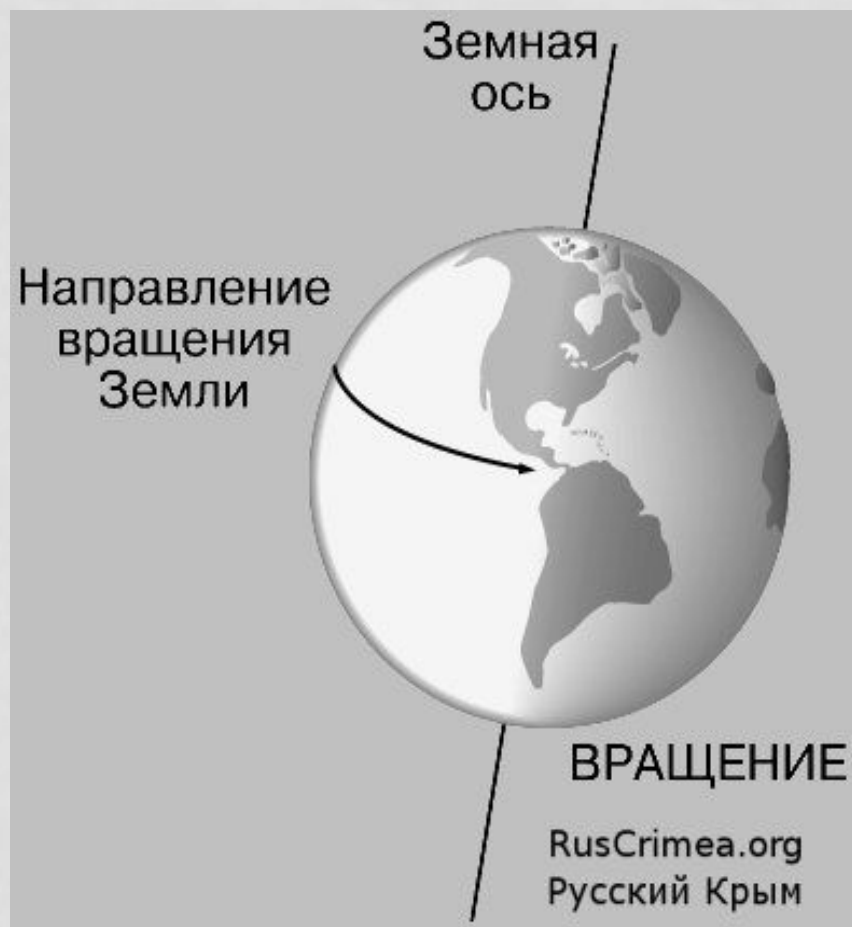 Земная
ось
Направление
вращения
Земли
ВРАЩЕНИЕ
RusCrimea.org
Русский Крым